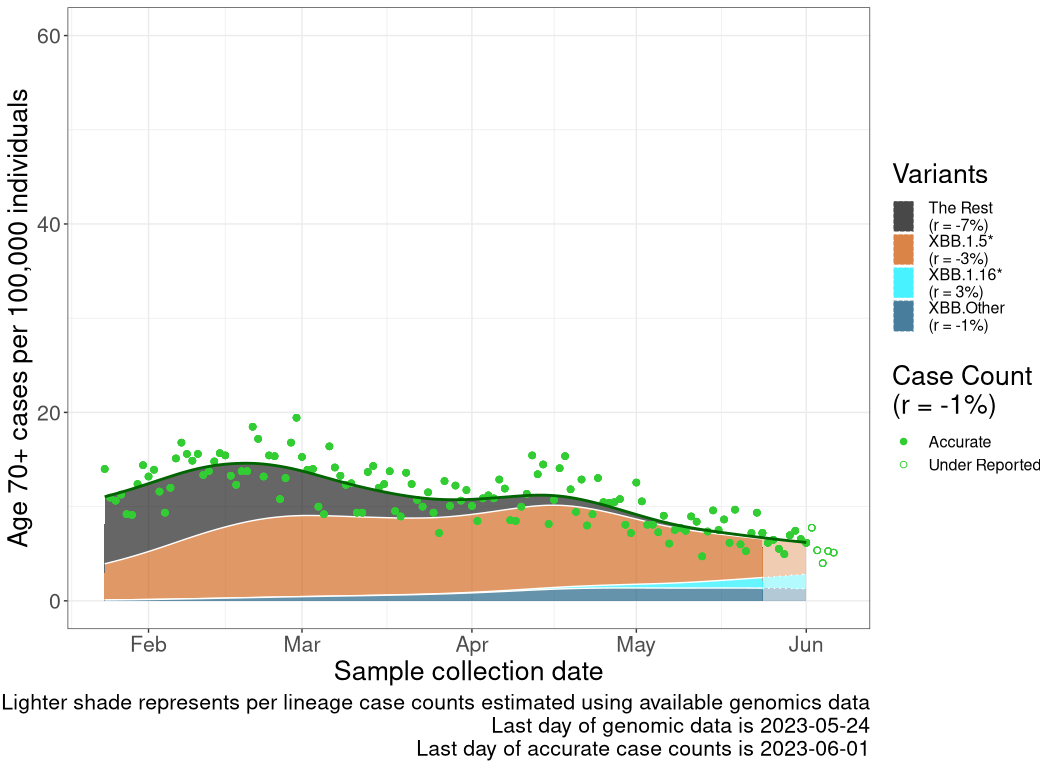 Age 70+ cases per 100,000 individuals
60
40
20
0
Feb
Mar
Apr
May
Jun
Sample collection date
Lighter shade represents per lineage case counts estimated using available genomics data
Last day of genomic data is 2023-05-24
Last day of accurate case counts is 2023-06-01
Variants
The Rest
(r = -7%)
XBB.1.5*
(r = -3%)
XBB.1.16*
(r = 3%)
XBB.Other
(r = -1%)
Case Count
(r = -1%)
Accurate
Under Reported